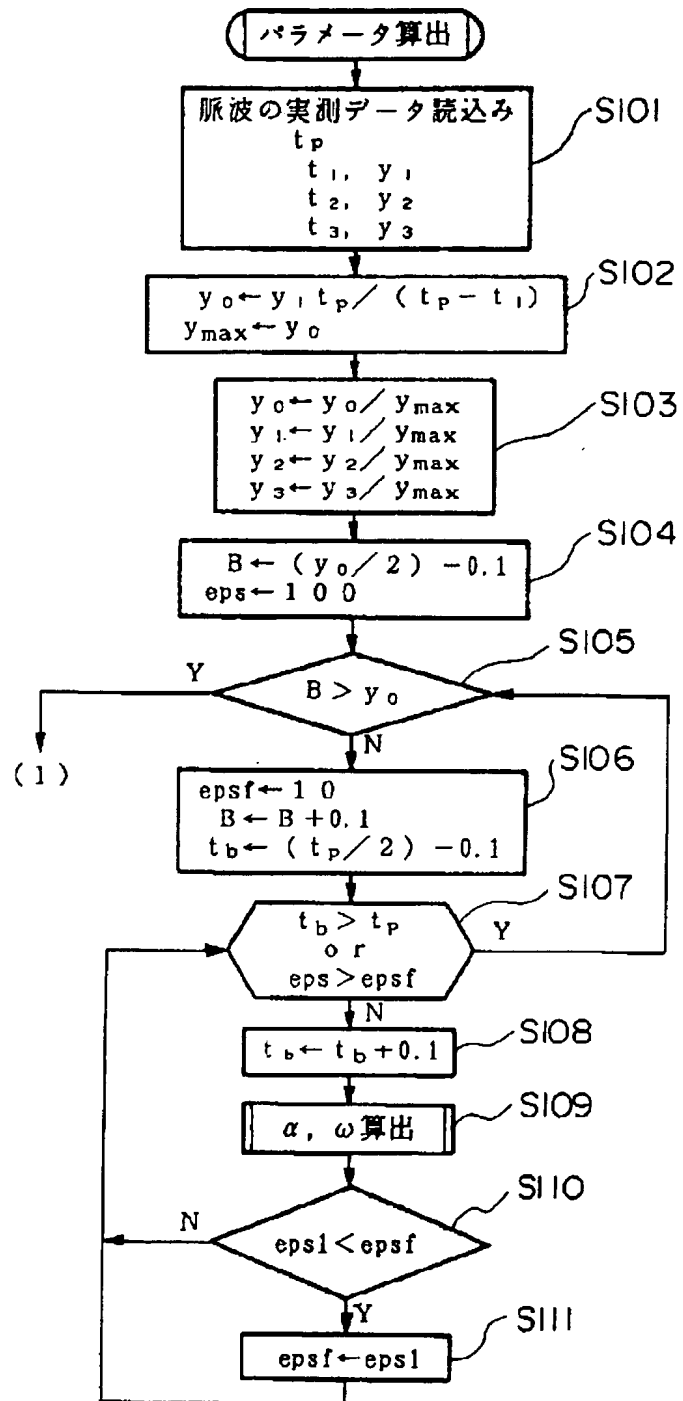 パラメータ算出
脈波の実測データ読込み
tp
t1, y1
t2, y2
t3, y3
S101
y0←y1tp/(tp−t1)
ymax←y0
S102
y0←y0/ymax
y1←y1/ymax
y2←y2/ymax
y3←y3/ymax
S103
B←(y0/2)−0.1
eps←100
S104
B>y0
S105
Y
N
(1)
epsf←10
B←B+0.1
tb←(tp/2)−0.1
S106
tb>tp
or
eps>epsf
S107
Y
N
tb←tb+0.1
S108
α, ω算出
S109
eps1<epsf
S110
N
Y
epsf←eps1
S111